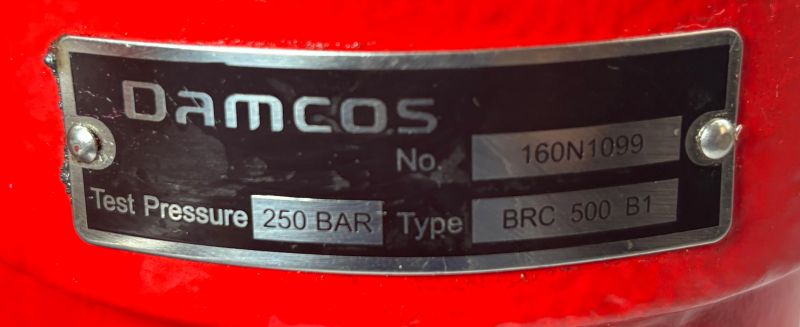 DAMCOS
No. 160N1099
Test Pressure 250 BAR Type BRC 500 B1